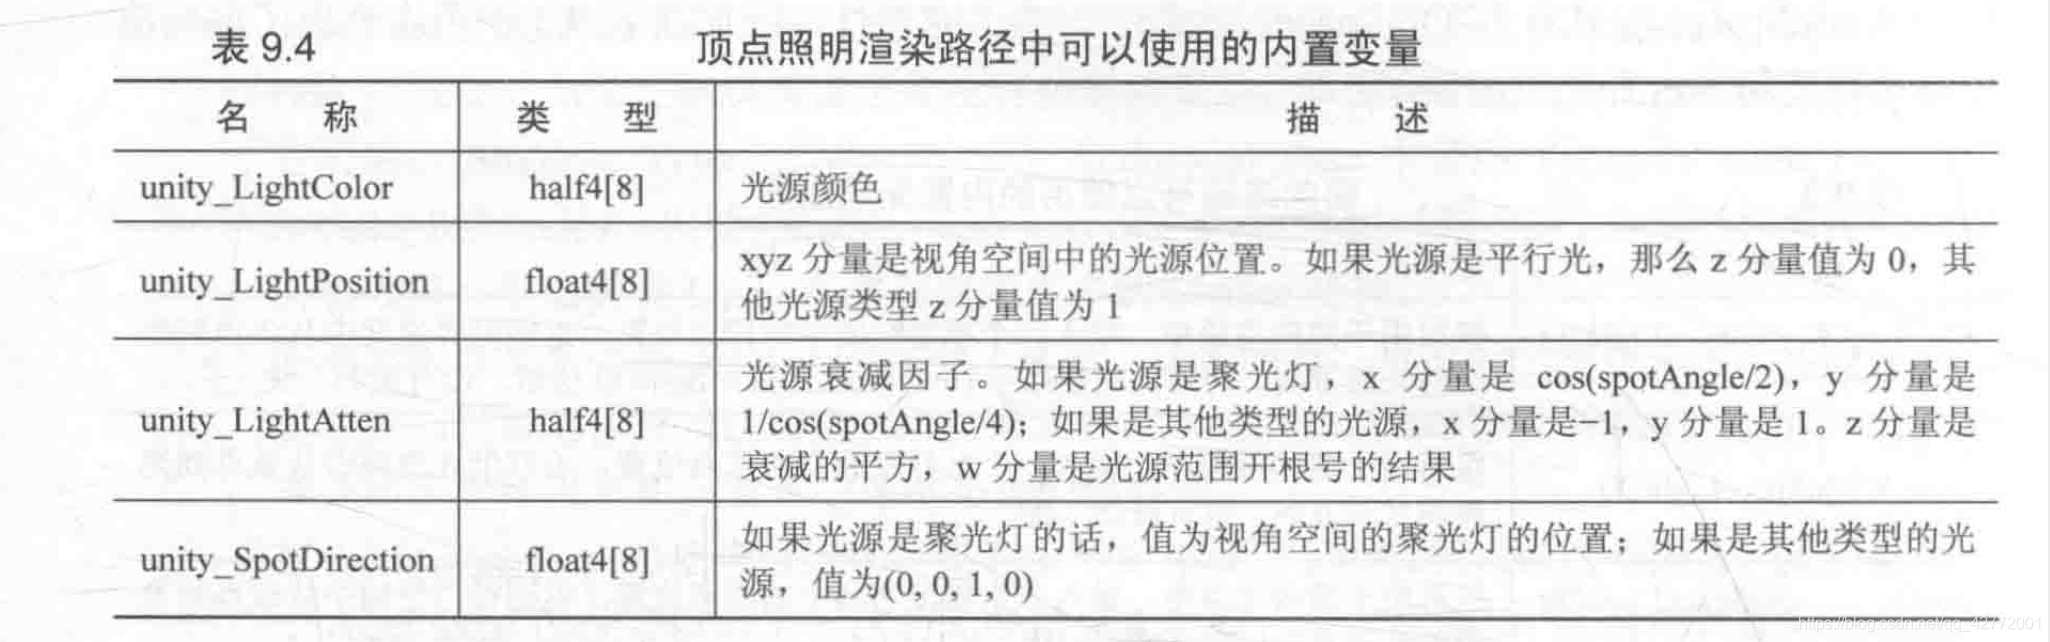 表 9.4 顶点照明渲染路径中可以使用的内置变量
名 称 类 型 描 述
unity_LightColor half4[8] 光源颜色
unity_LightPosition float4[8] xyz 分量是视角空间中的光源位置。如果光源是平行光，那么 z 分量值为 0，其
他光源类型 z 分量值为 1
unity_LightAtten half4[8] 光源衰减因子。如果光源是聚光灯，x 分量是 cos(spotAngle/2)，y 分量是
1/cos(spotAngle/4)；如果是其他类型的光源，x 分量是−1，y 分量是 1。z 分量是
衰减的平方，w 分量是光源范围开根号的结果
unity_SpotDirection float4[8] 如果光源是聚光灯的话，值为视角空间的聚光灯的位置；如果是其他类型的光
源，值为(0, 0, 1, 0)
https://blog.csdn.net/qq_42772001